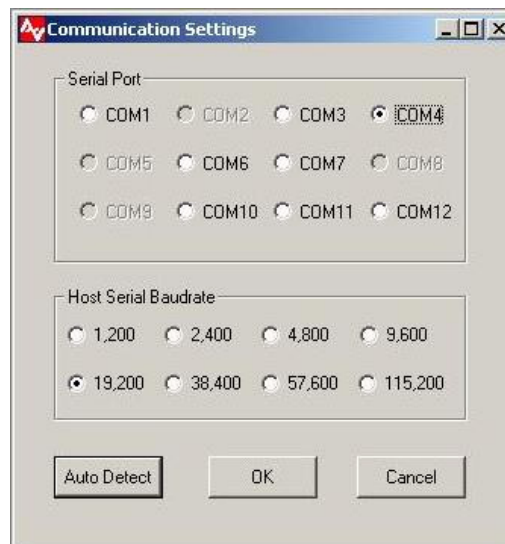 Communication Settings
Serial Port
COM1 COM2 COM3 COM4
COM5 COM6 COM7 COM8
COM9 COM10 COM11 COM12
Host Serial Baudrate
1,200 2,400 4,800 9,600
19,200 38,400 57,600 115,200
Auto Detect OK Cancel